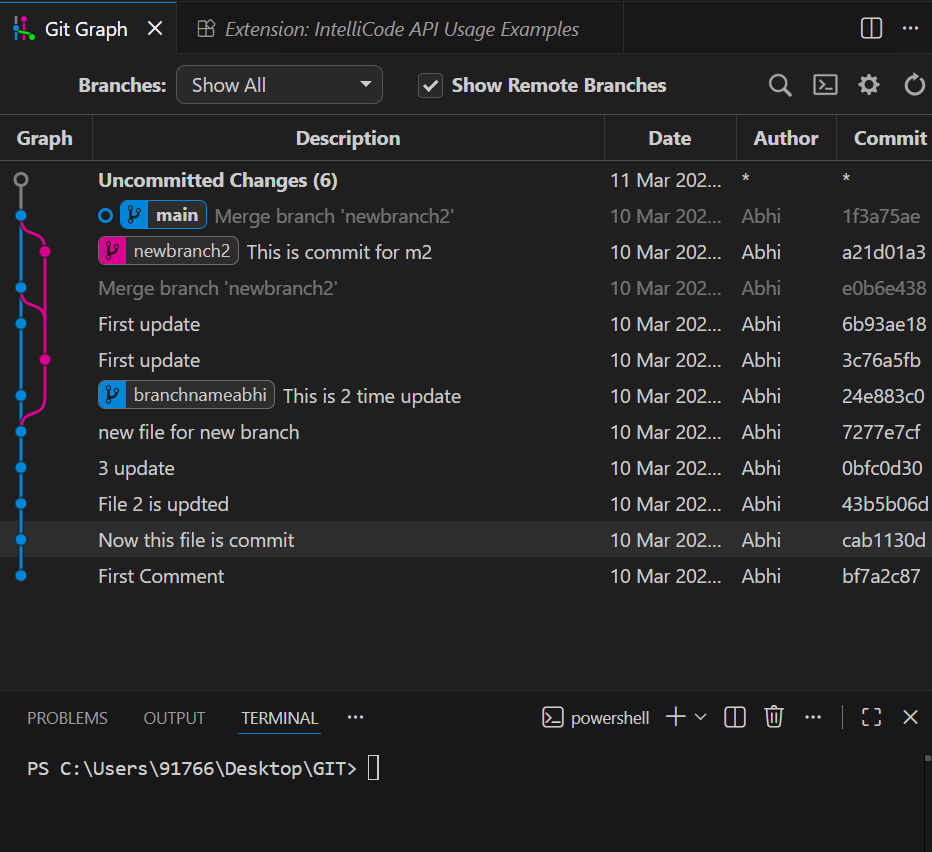 Git Graph Extension: IntelliCode API Usage Examples
Branches: Show All Show Remote Branches
Graph Description Date Author Commit
Uncommitted Changes (6) 11 Mar 202... * *
main Merge branch 'newbranch2' 10 Mar 202... Abhi 1f3a75ae
newbranch2 This is commit for m2 10 Mar 202... Abhi a21d01a3
Merge branch 'newbranch2' 10 Mar 202... Abhi e0b6e438
First update 10 Mar 202... Abhi 6b93ae18
First update 10 Mar 202... Abhi 3c76a5fb
branchnameabhi This is 2 time update 10 Mar 202... Abhi 24e883c0
new file for new branch 10 Mar 202... Abhi 7277e7cf
3 update 10 Mar 202... Abhi 0bfc0d30
File 2 is updted 10 Mar 202... Abhi 43b5b06d
Now this file is commit 10 Mar 202... Abhi cab1130d
First Comment 10 Mar 202... Abhi bf7a2c87
PROBLEMS OUTPUT TERMINAL ... powershell
PS C:\Users\91766\Desktop\GIT>